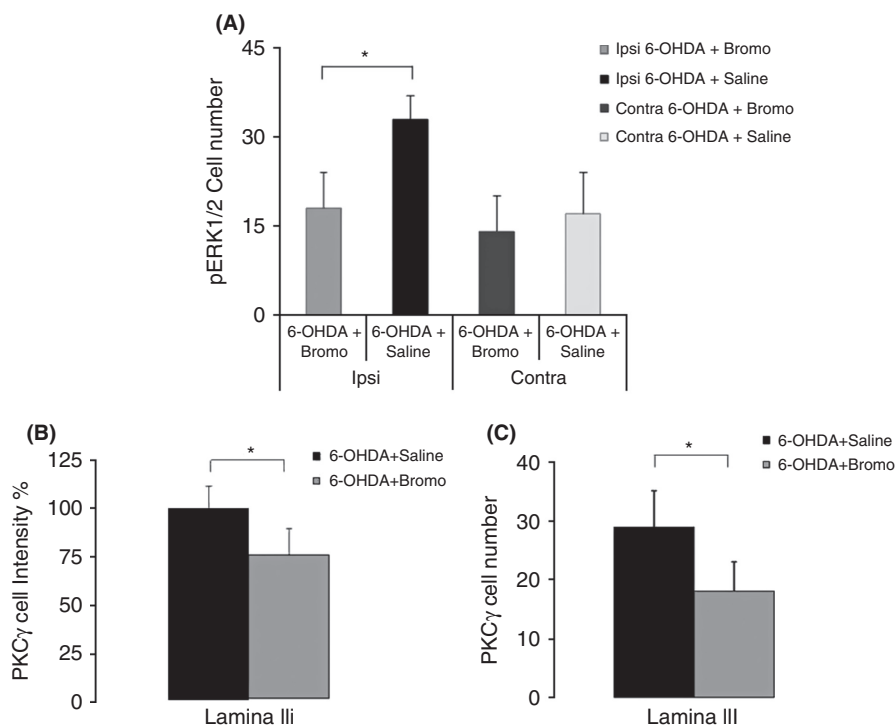 (A)
45
30
15
0
pERK1/2 Cell number
*
Ipsi 6-OHDA + Bromo
Ipsi 6-OHDA + Saline
Contra 6-OHDA + Bromo
Contra 6-OHDA + Saline
6-OHDA + Bromo
6-OHDA + Saline
6-OHDA + Bromo
6-OHDA + Saline
Ipsi
Contra
(B)
125
100
75
50
25
0
PKCγ cell Intensity %
*
6-OHDA+Saline
6-OHDA+Bromo
Lamina IIi
(C)
40
30
20
10
0
PKCγ cell number
*
6-OHDA+Saline
6-OHDA+Bromo
Lamina III